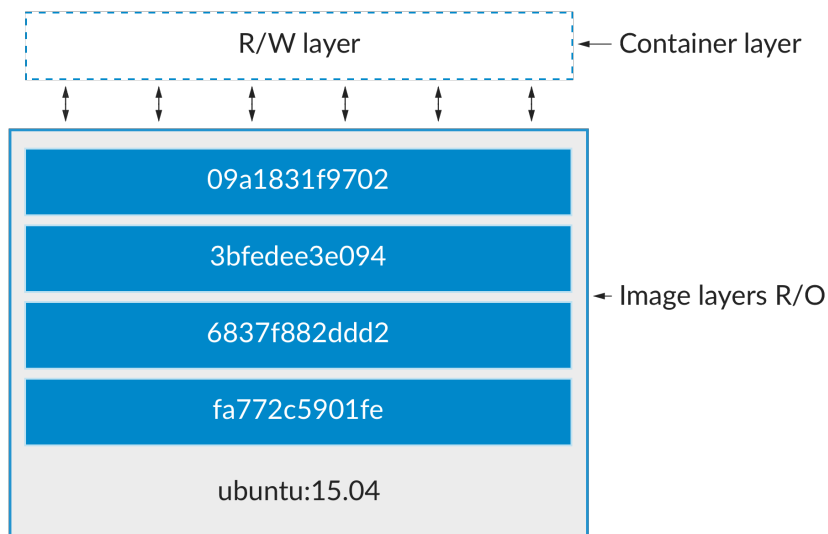 R/W layer
Container layer
09a1831f9702
3bfedee3e094
Image layers R/O
6837f882ddd2
fa772c5901fe
ubuntu:15.04